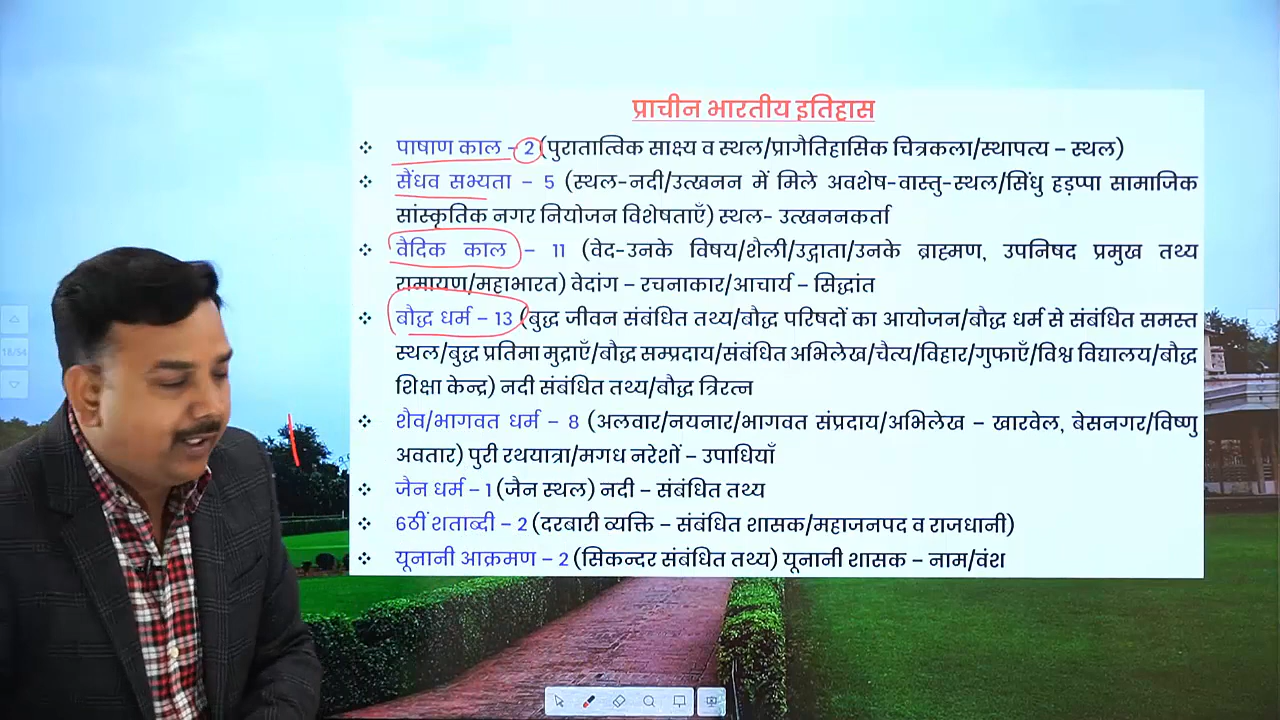 प्राचीन भारतीय इतिहास
❖ पाषाण काल – 2 (पुरातात्विक साक्ष्य व स्थल/प्रागैतिहासिक चित्रकला/स्थापत्य – स्थल)
❖ सैंधव सभ्यता – 5 (स्थल-नदी/उत्खनन में मिले अवशेष-वास्तु-स्थल/सिंधु हड़प्पा सामाजिक
सांस्कृतिक नगर नियोजन विशेषताएँ) स्थल- उत्खननकर्ता
❖ वैदिक काल – 11 (वेद-उनके विषय/शैली/उद्गाता/उनके ब्राह्मण, उपनिषद प्रमुख तथ्य
रामायण/महाभारत) वेदांग – रचनाकार/आचार्य – सिद्धांत
❖ बौद्ध धर्म – 13 (बुद्ध जीवन संबंधित तथ्य/बौद्ध परिषदों का आयोजन/बौद्ध धर्म से संबंधित समस्त
स्थल/बुद्ध प्रतिमा मुद्राएँ/बौद्ध सम्प्रदाय/संबंधित अभिलेख/चैत्य/विहार/गुफाएँ/विश्व विद्यालय/बौद्ध
शिक्षा केन्द्र) नदी संबंधित तथ्य/बौद्ध त्रिरत्न
❖ शैव/भागवत धर्म – 8 (अलवार/नयनार/भागवत संप्रदाय/अभिलेख – खारवेल, बेसनगर/विष्णु
अवतार) पुरी रथयात्रा/मगध नरेशों – उपाधियाँ
❖ जैन धर्म – 1 (जैन स्थल) नदी – संबंधित तथ्य
❖ 6ठीं शताब्दी – 2 (दरबारी व्यक्ति – संबंधित शासक/महाजनपद व राजधानी)
❖ यूनानी आक्रमण – 2 (सिकन्दर संबंधित तथ्य) यूनानी शासक – नाम/वंश
18/54